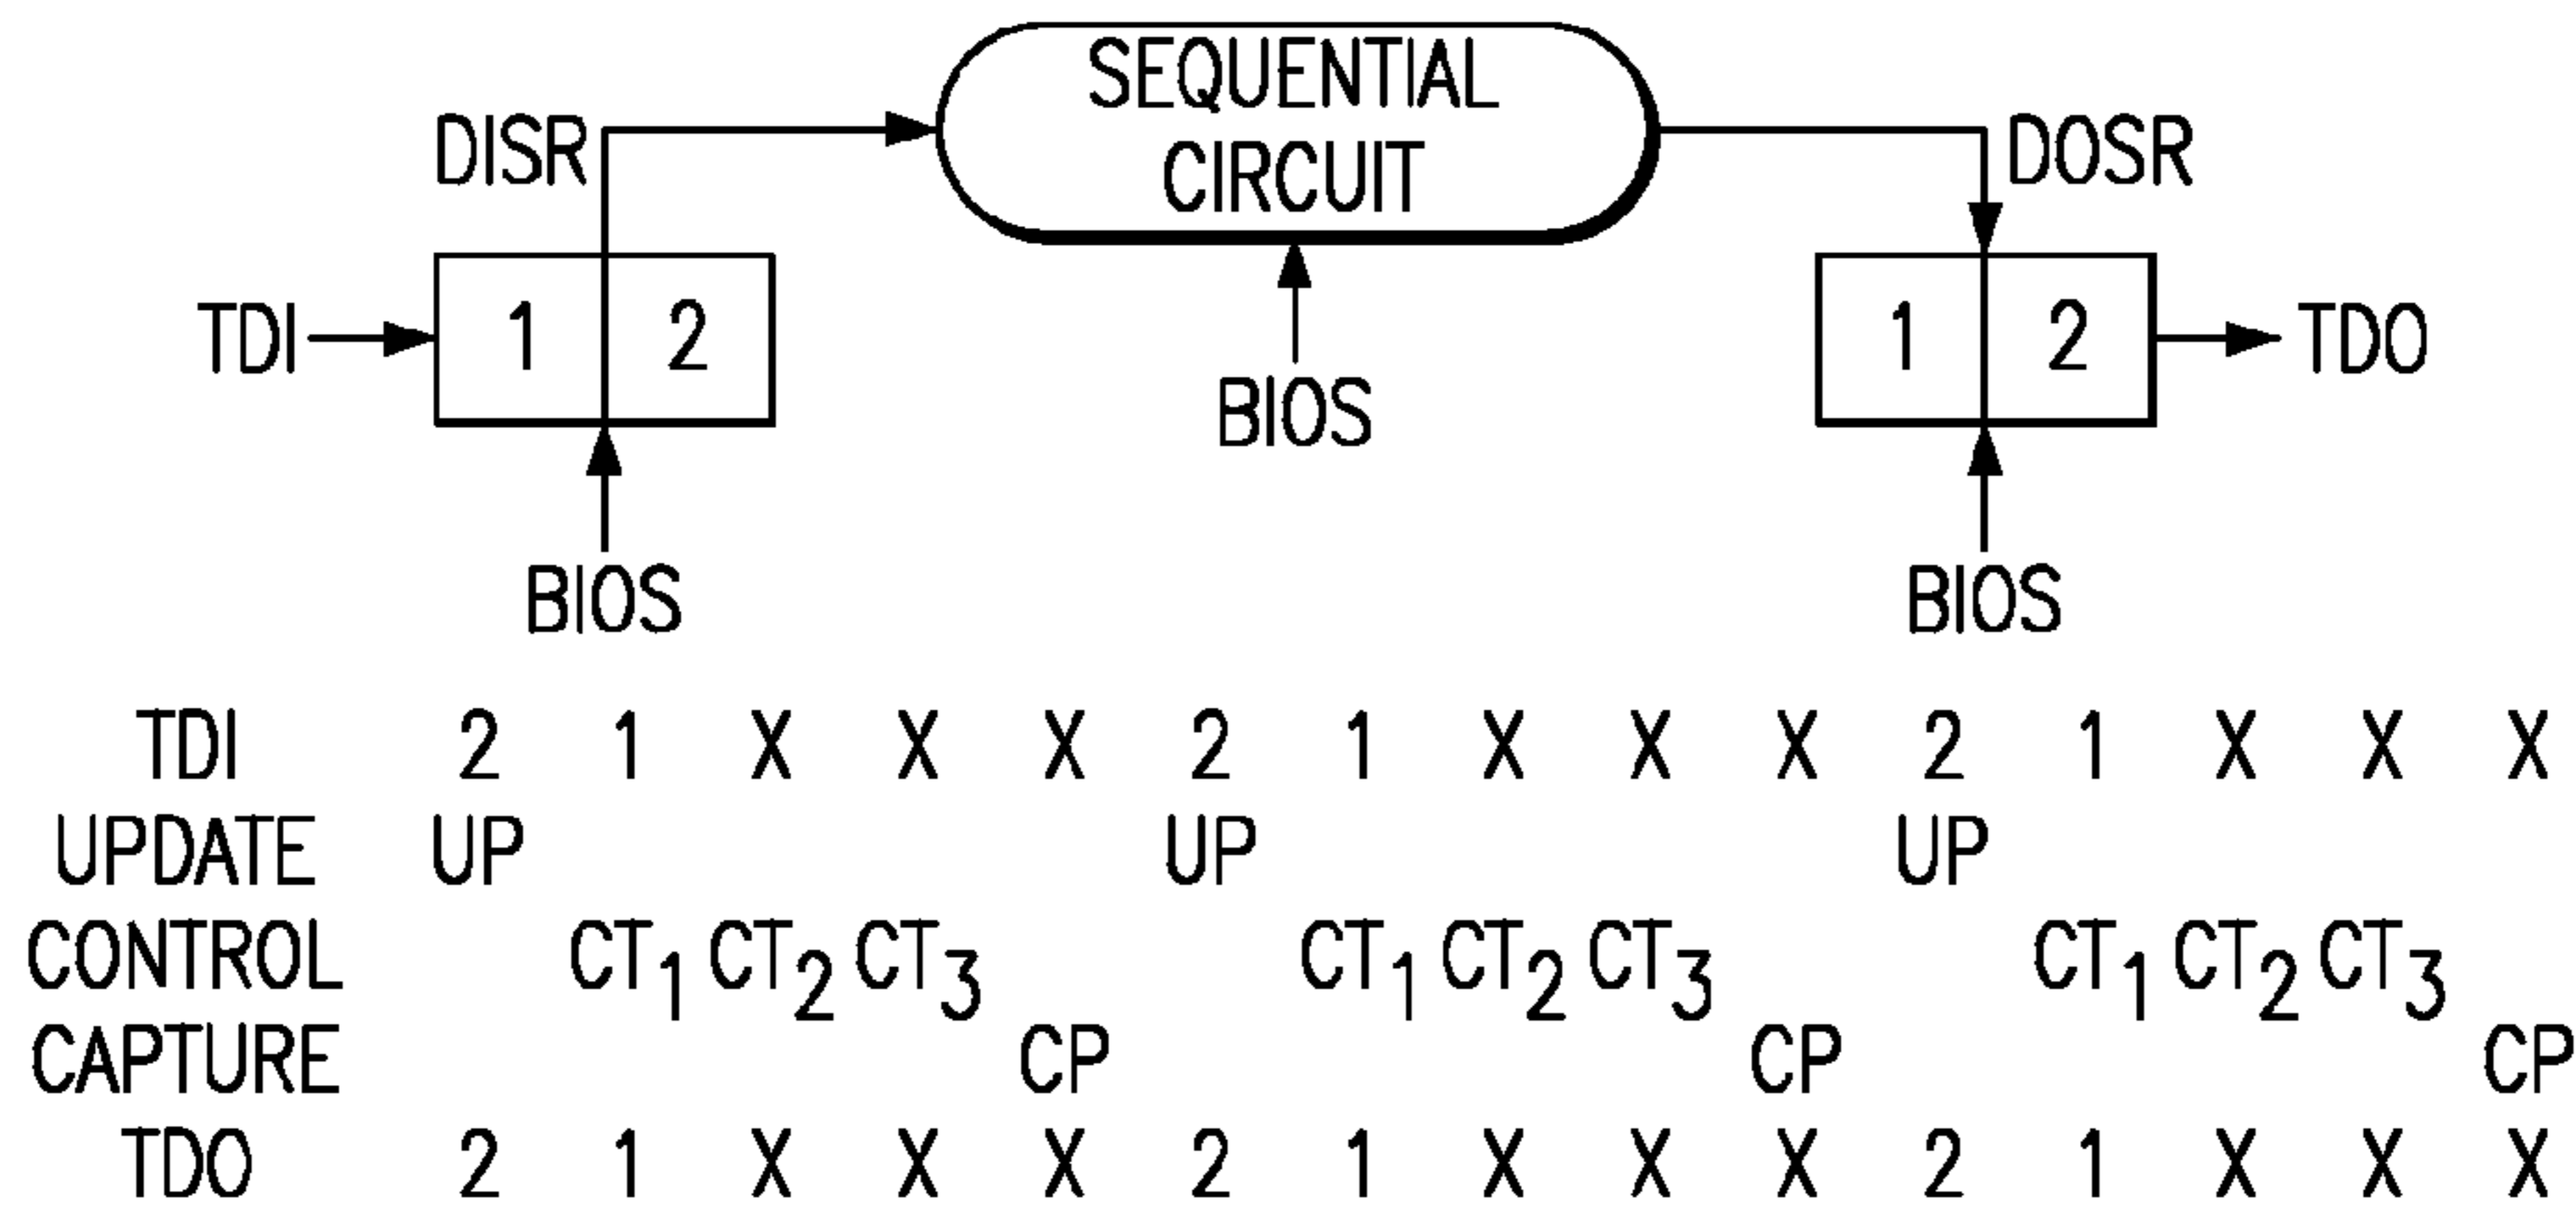 SEQUENTIAL
CIRCUIT
DISR
DOSR
TDI 1 2
1 2 TDO
BIOS
BIOS
BIOS
TDI 2 1 X X X 2 1 X X X 2 1 X X X
UPDATE UP UP UP
CONTROL CT1 CT2 CT3 CT1 CT2 CT3 CT1 CT2 CT3
CAPTURE CP CP CP
TDO 2 1 X X X 2 1 X X X 2 1 X X X